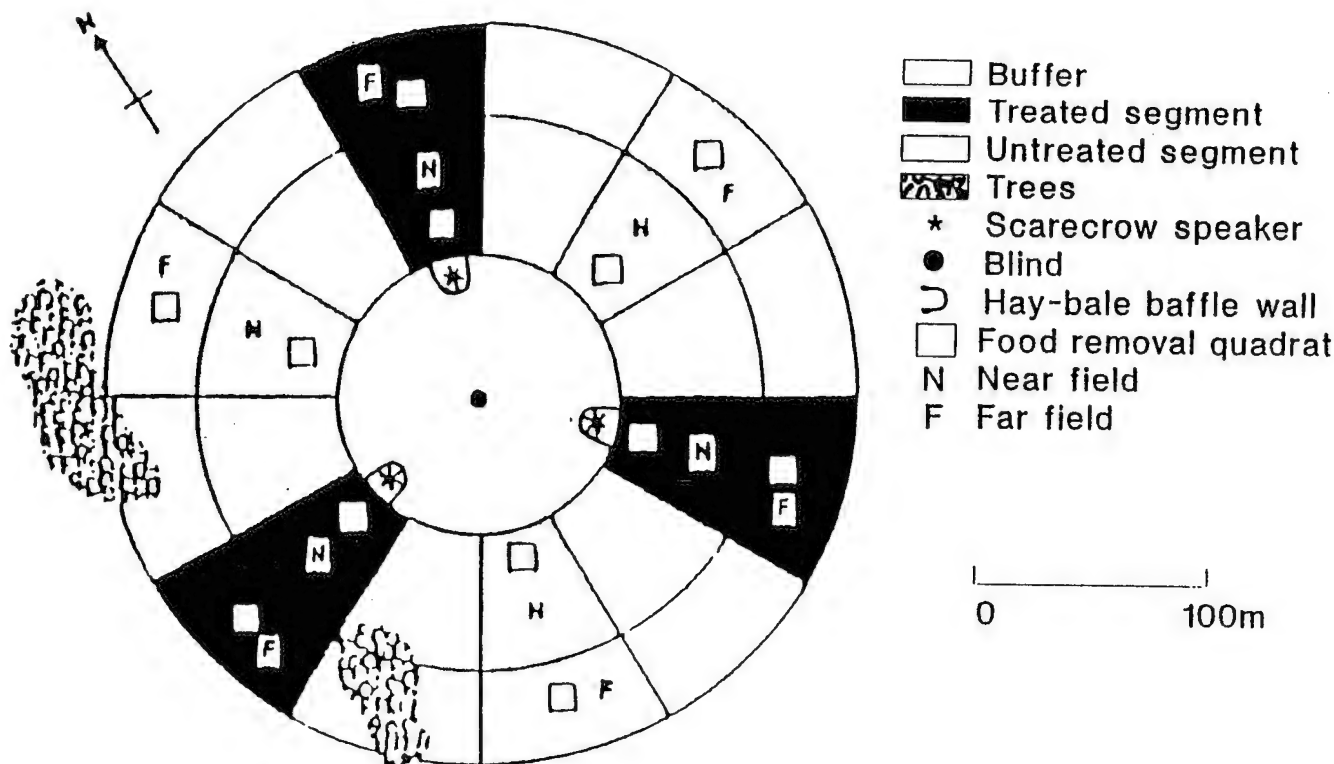 N
F
N
F
N
F
N
F
N
N
F
N
F
N
F
Buffer
Treated segment
Untreated segment
Trees
Scarecrow speaker
Blind
Hay-bale baffle wall
Food removal quadrat
N Near field
F Far field
0 100m